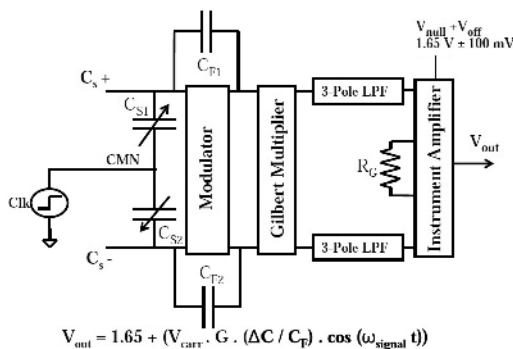 V_null + V_off
1.65 V ± 100 mV
C_F1
C_s +
C_S1
3-Pole LPF
CMN
Modulator
Gilbert Multiplier
R_G
Instrument Amplifier
V_out
Clk
C_S2
C_s -
3-Pole LPF
C_F2
V_out = 1.65 + (V_carr . G . (ΔC / C_F) . cos (ω_signal t))